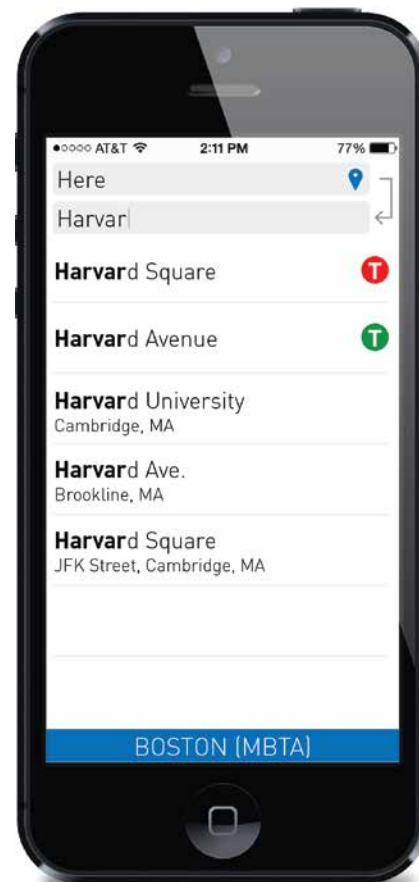 AT&T 2:11 PM 77%
Here
Harvar
Harvard Square T
Harvard Avenue T
Harvard University
Cambridge, MA
Harvard Ave.
Brookline, MA
Harvard Square
JFK Street, Cambridge, MA
BOSTON (MBTA)